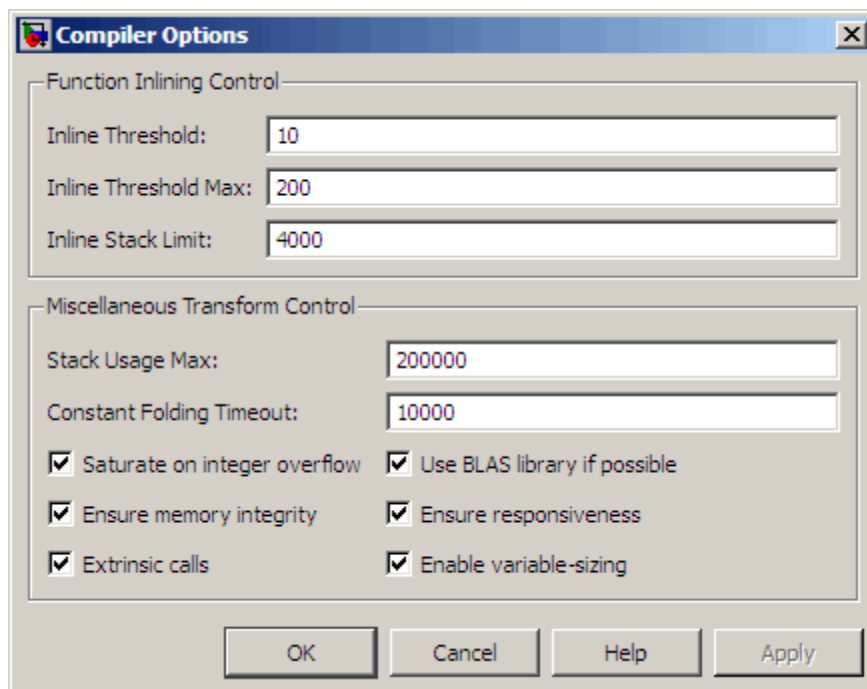 Compiler Options
Function Inlining Control
Inline Threshold: 10
Inline Threshold Max: 200
Inline Stack Limit: 4000
Miscellaneous Transform Control
Stack Usage Max: 200000
Constant Folding Timeout: 10000
Saturate on integer overflow Use BLAS library if possible
Ensure memory integrity Ensure responsiveness
Extrinsic calls Enable variable-sizing
OK Cancel Help Apply